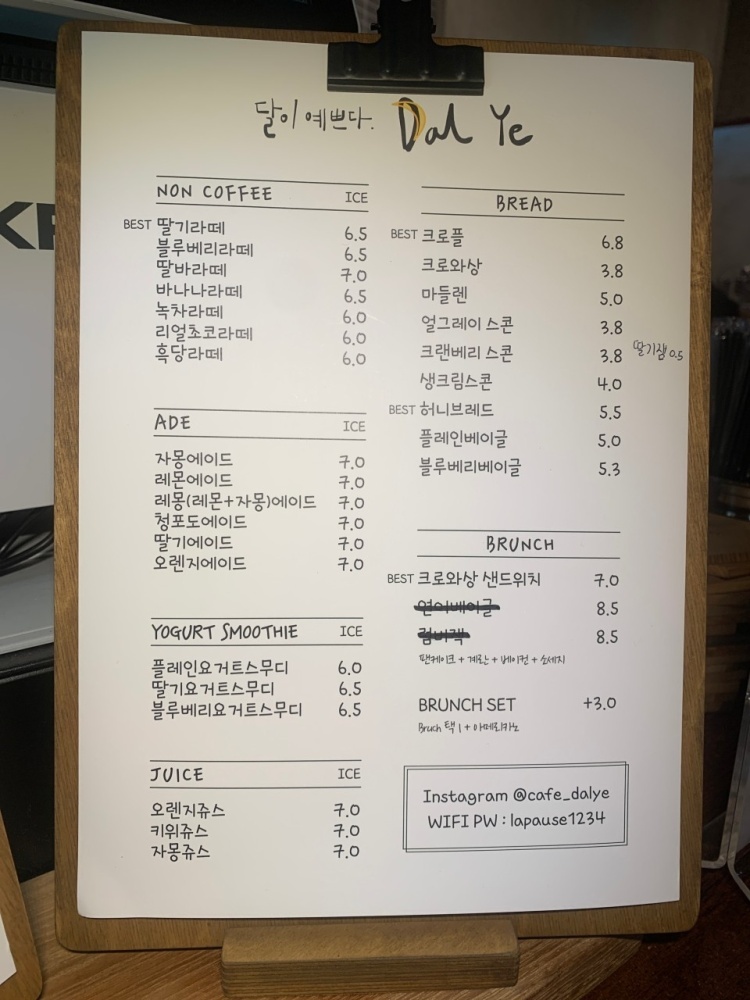 달이 예쁘다. Dal Ye
NON COFFEE ICE
BEST 딸기라떼 6.5
블루베리라떼 6.5
딸바라떼 7.0
바나나라떼 6.5
녹차라떼 6.0
리얼초코라떼 6.0
흑당라떼 6.0
ADE ICE
자몽에이드 7.0
레몬에이드 7.0
레몽(레몬+자몽)에이드 7.0
청포도에이드 7.0
딸기에이드 7.0
오렌지에이드 7.0
YOGURT SMOOTHIE ICE
플레인요거트스무디 6.0
딸기요거트스무디 6.5
블루베리요거트스무디 6.5
JUICE ICE
오렌지쥬스 7.0
키위쥬스 7.0
자몽쥬스 7.0
BREAD
BEST 크로플 6.8
크로와상 3.8
마들렌 5.0
얼그레이 스콘 3.8
크랜베리 스콘 3.8 딸기잼 0.5
생크림스콘 4.0
BEST 허니브레드 5.5
플레인베이글 5.0
블루베리베이글 5.3
BRUNCH
BEST 크로와상 샌드위치 7.0
연어베이글 8.5
럼버잭 8.5
팬케이크 + 계란 + 베이컨 + 소세지
BRUNCH SET +3.0
Bruch 택 1 + 아메리카노
Instagram @cafe_dalye
WIFI PW : lapause1234